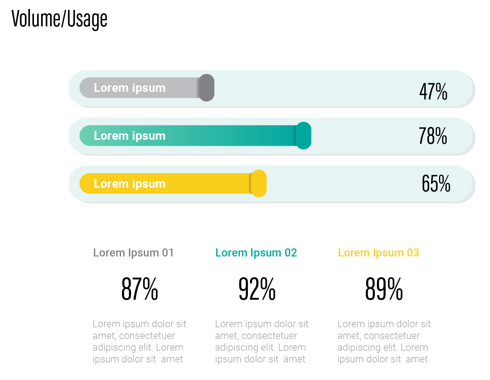 Volume/Usage
Lorem ipsum 47%
Lorem ipsum 78%
Lorem ipsum 65%
Lorem Ipsum 01
87%
Lorem ipsum dolor sit
amet, consectetuer
adipiscing elit. Lorem
ipsum dolor sit  amet
Lorem Ipsum 02
92%
Lorem ipsum dolor sit
amet, consectetuer
adipiscing elit. Lorem
ipsum dolor sit  amet
Lorem Ipsum 03
89%
Lorem ipsum dolor sit
amet, consectetuer
adipiscing elit. Lorem
ipsum dolor sit  amet